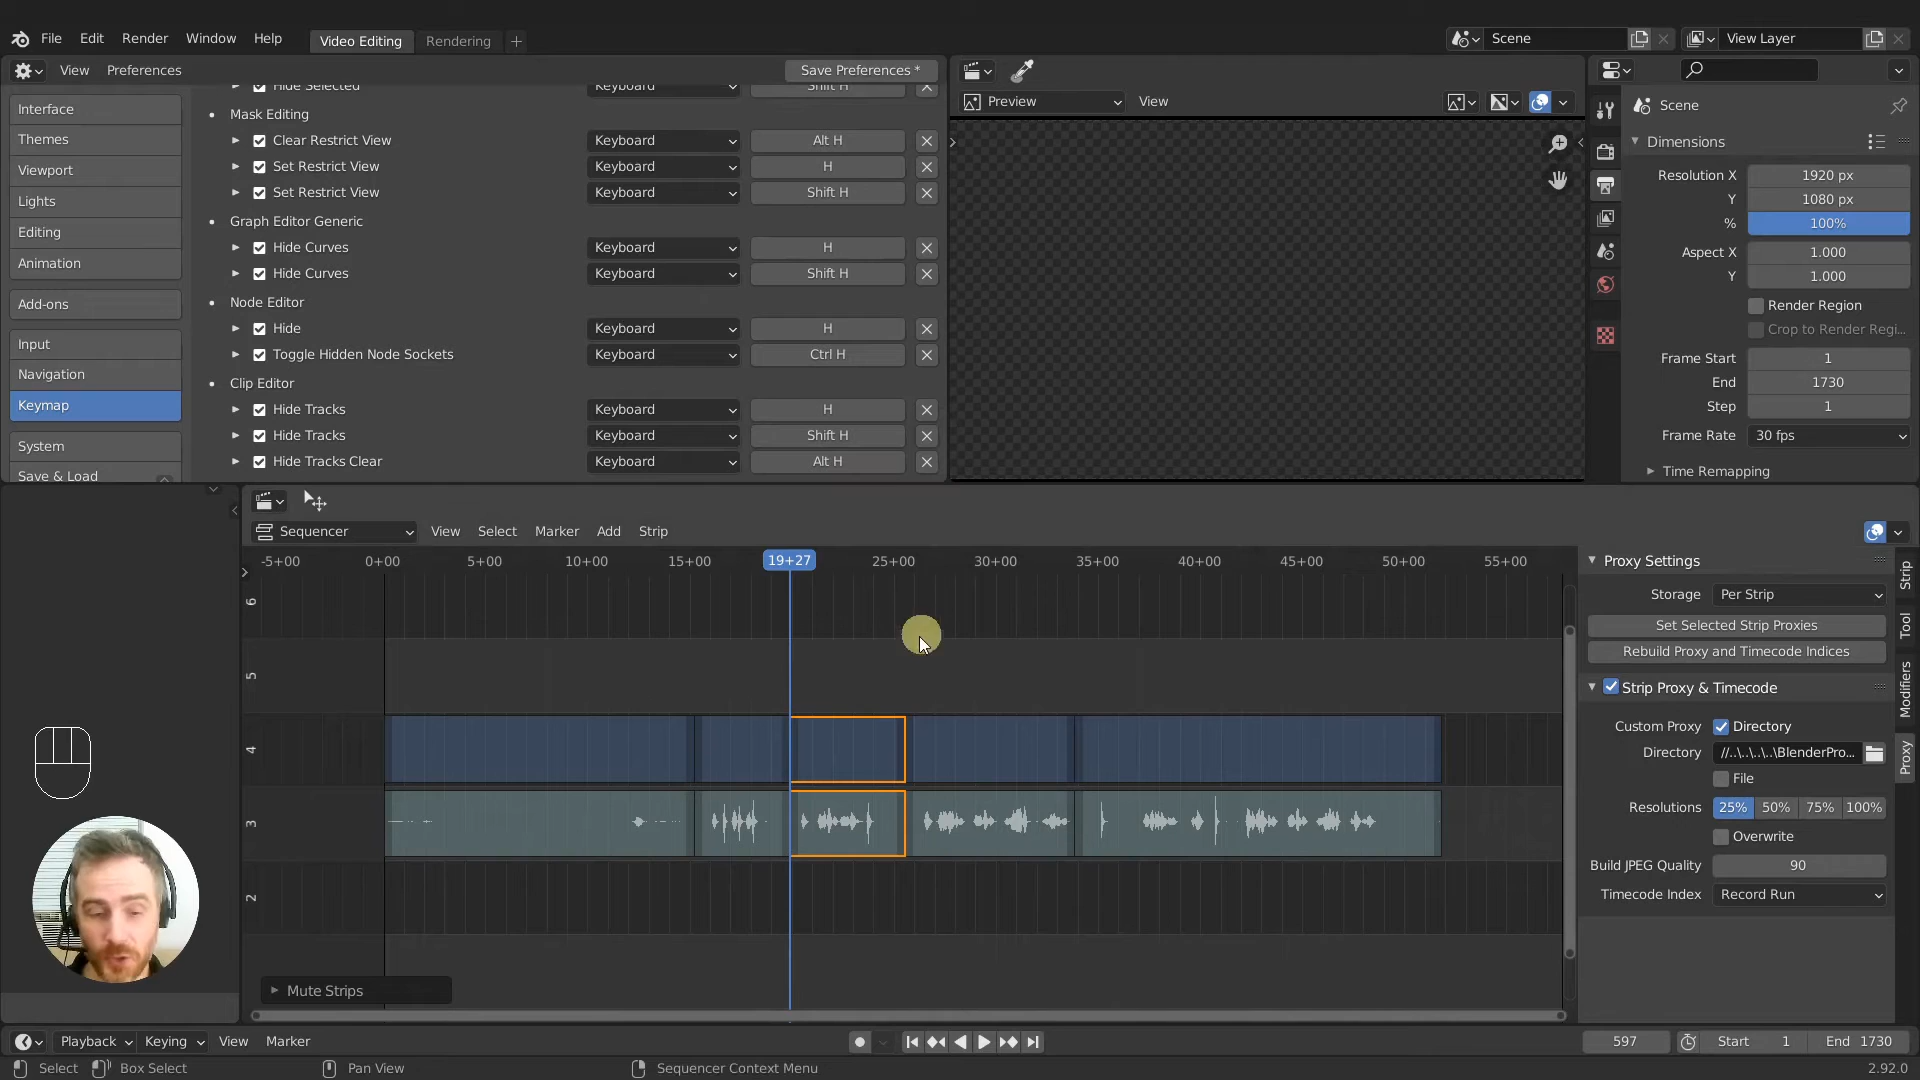 File Edit Render Window Help Video Editing Rendering + Scene View Layer
View Preferences Save Preferences *
Interface
Themes
Viewport
Lights
Editing
Animation
Add-ons
Input
Navigation
Keymap
System
Save & Load
Hide Selected Keyboard Shift H
Mask Editing
Clear Restrict View Keyboard Alt H
Set Restrict View Keyboard H
Set Restrict View Keyboard Shift H
Graph Editor Generic
Hide Curves Keyboard H
Hide Curves Keyboard Shift H
Node Editor
Hide Keyboard H
Toggle Hidden Node Sockets Keyboard Ctrl H
Clip Editor
Hide Tracks Keyboard H
Hide Tracks Keyboard Shift H
Hide Tracks Clear Keyboard Alt H
Preview View
Scene
Dimensions
Resolution X 1920 px
Y 1080 px
% 100%
Aspect X 1.000
Y 1.000
Render Region
Crop to Render Regi...
Frame Start 1
End 1730
Step 1
Frame Rate 30 fps
Time Remapping
Sequencer View Select Marker Add Strip
-5+00 0+00 5+00 10+00 15+00 19+27 25+00 30+00 35+00 40+00 45+00 50+00 55+00
6
5
4
3
2
Mute Strips
Proxy Settings
Storage Per Strip
Set Selected Strip Proxies
Rebuild Proxy and Timecode Indices
Strip Proxy & Timecode
Custom Proxy Directory
Directory //..\..\..\..\BlenderPro...
File
Resolutions 25% 50% 75% 100%
Overwrite
Build JPEG Quality 90
Timecode Index Record Run
Strip
Tool
Modifiers
Proxy
Playback Keying View Marker 597 Start 1 End 1730
Select Box Select Pan View Sequencer Context Menu 2.92.0